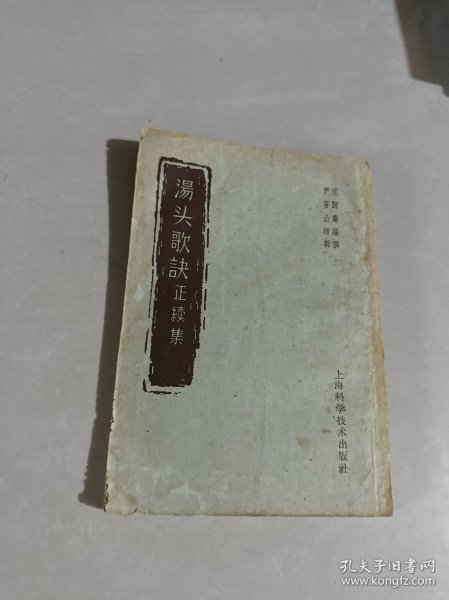 湯头歌訣正續集
汪訒庵編撰
严苍山增輯
上海科学技术出版社
孔夫子旧书网
www.kongfz.com